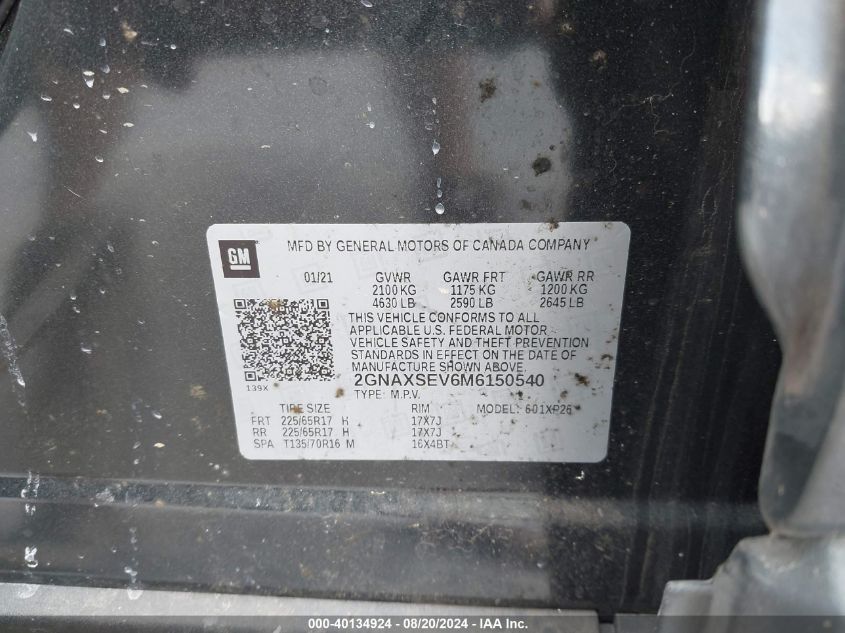 GM
MFD BY GENERAL MOTORS OF CANADA COMPANY
01/21 GVWR GAWR FRT GAWR RR
2100 KG 1175 KG 1200 KG
4630 LB 2590 LB 2645 LB
THIS VEHICLE CONFORMS TO ALL
APPLICABLE U.S. FEDERAL MOTOR
VEHICLE SAFETY AND THEFT PREVENTION
STANDARDS IN EFFECT ON THE DATE OF
MANUFACTURE SHOWN ABOVE.
139X
2GNAXSEV6M6150540
TYPE: M.P.V.
TIRE SIZE RIM MODEL: 601XP26
FRT 225/65R17 H 17X7J
RR 225/65R17 H 17X7J
SPA T135/70R16 M 16X4BT
000-40134924 - 08/20/2024 - IAA Inc.